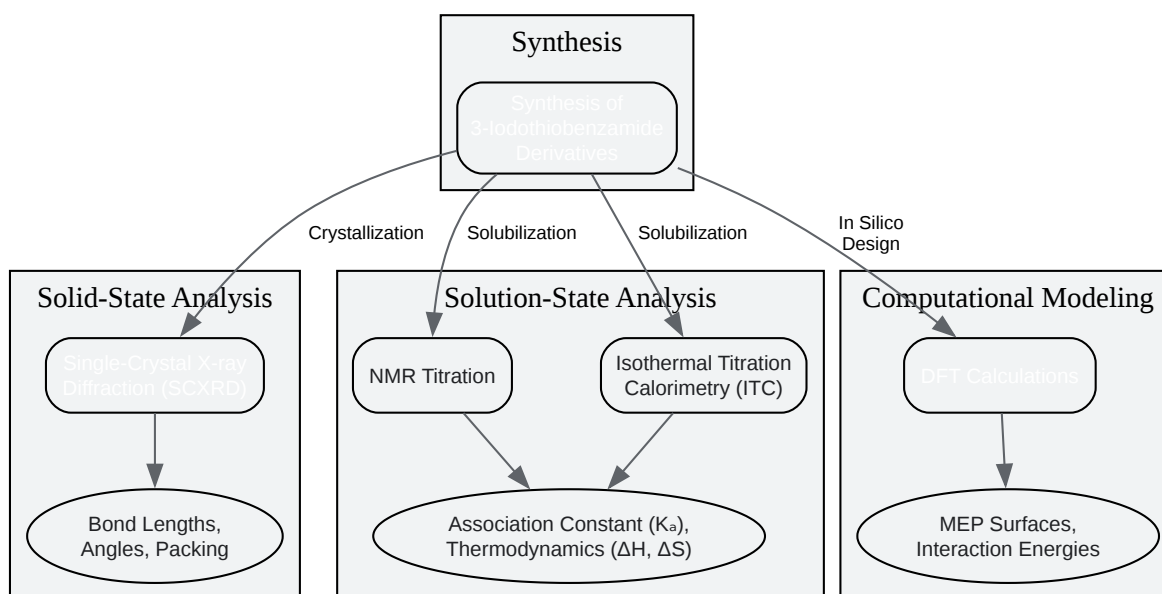 Synthesis
Synthesis of
3-Iodothiobenzamide
Derivatives
Crystallization
Solubilization
Solubilization
In Silico
Design
Solid-State Analysis
Solution-State Analysis
Computational Modeling
Single-Crystal X-ray
Diffraction (SCXRD)
NMR Titration
Isothermal Titration
Calorimetry (ITC)
DFT Calculations
Bond Lengths,
Angles, Packing
Association Constant (Kₐ),
Thermodynamics (ΔH, ΔS)
MEP Surfaces,
Interaction Energies